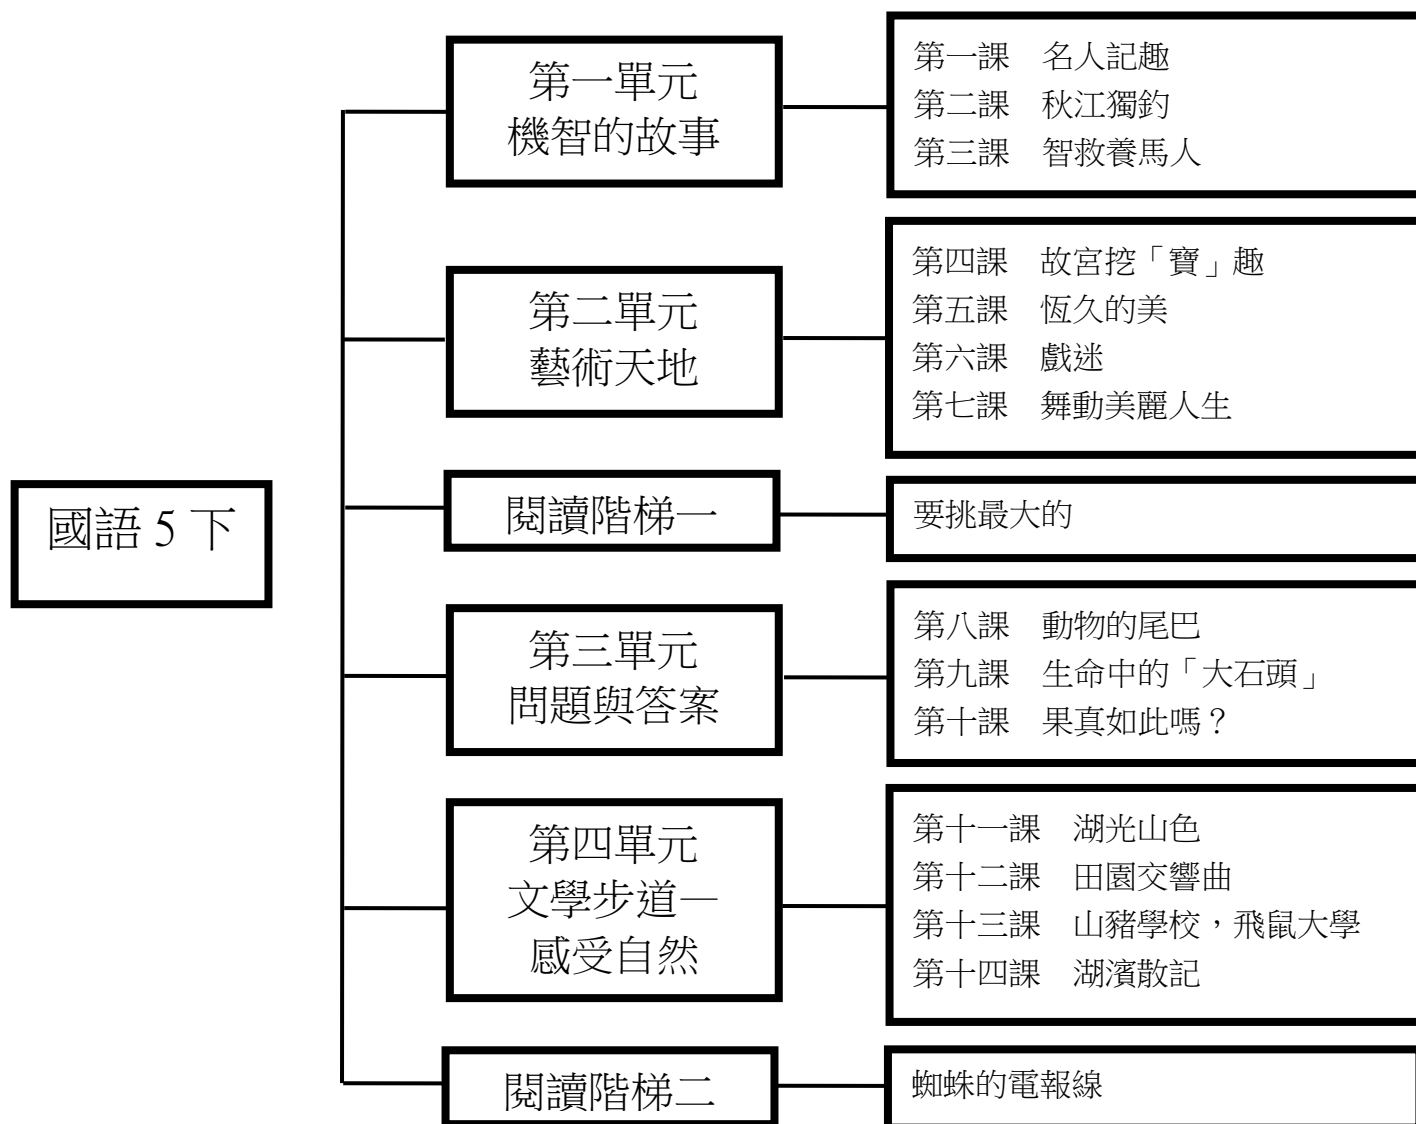 國語 5 下
第一單元
機智的故事
第一課　名人記趣
第二課　秋江獨釣
第三課　智救養馬人
第二單元
藝術天地
第四課　故宮挖「寶」趣
第五課　恆久的美
第六課　戲迷
第七課　舞動美麗人生
閱讀階梯一
要挑最大的
第三單元
問題與答案
第八課　動物的尾巴
第九課　生命中的「大石頭」
第十課　果真如此嗎？
第四單元
文學步道—
感受自然
第十一課　湖光山色
第十二課　田園交響曲
第十三課　山豬學校，飛鼠大學
第十四課　湖濱散記
閱讀階梯二
蜘蛛的電報線